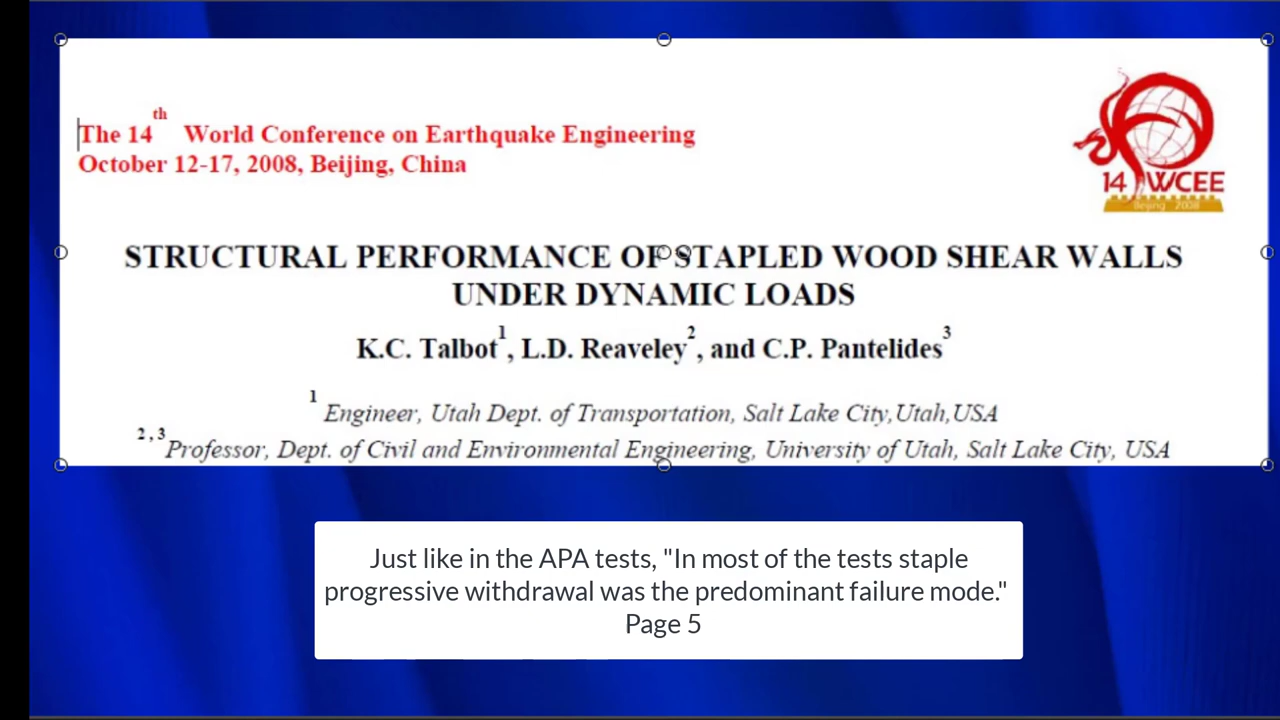 The 14th World Conference on Earthquake Engineering
October 12-17, 2008, Beijing, China
14 WCEE
Beijing 2008
STRUCTURAL PERFORMANCE OF STAPLED WOOD SHEAR WALLS
UNDER DYNAMIC LOADS
K.C. Talbot1, L.D. Reaveley2, and C.P. Pantelides3
1 Engineer, Utah Dept. of Transportation, Salt Lake City,Utah,USA
2,3 Professor, Dept. of Civil and Environmental Engineering, University of Utah, Salt Lake City, USA
Just like in the APA tests, "In most of the tests staple
progressive withdrawal was the predominant failure mode."
Page 5